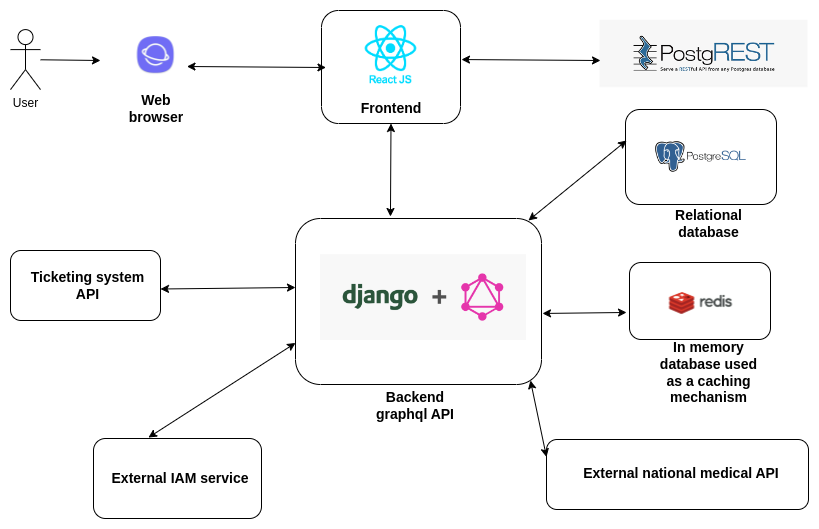 User
Web
browser
React JS
Frontend
PostgREST
Serve a RESTful API from any Postgres database
PostgreSQL
Relational
database
Ticketing system
API
django +
redis
In memory
database used
as a caching
mechanism
Backend
graphql API
External IAM service
External national medical API